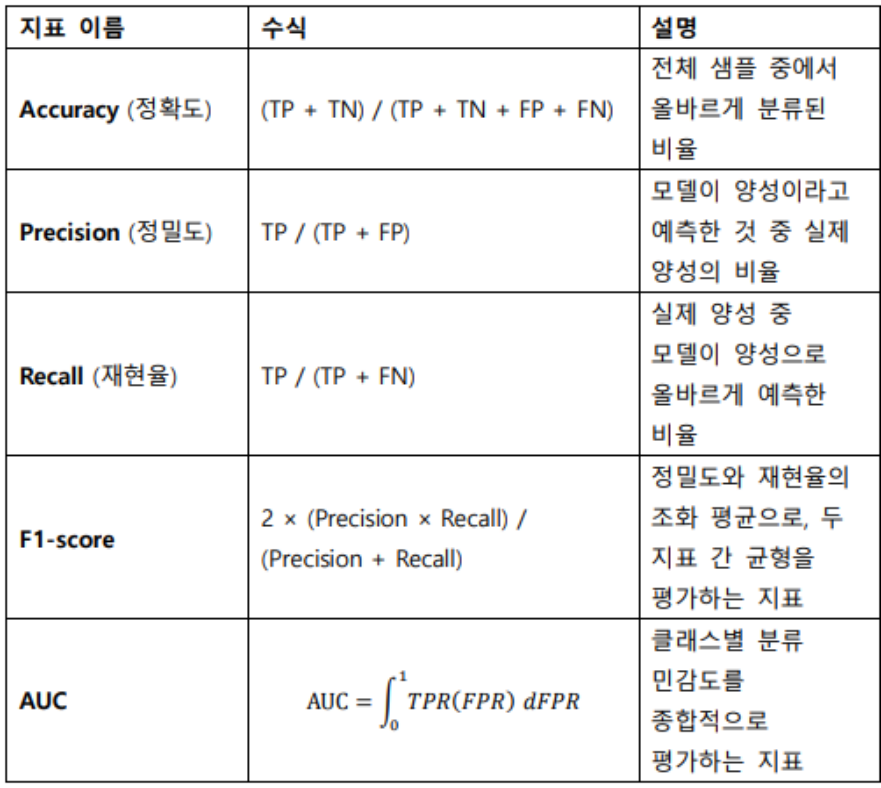 지표 이름 수식 설명
Accuracy (정확도) (TP + TN) / (TP + TN + FP + FN) 전체 샘플 중에서
올바르게 분류된
비율
Precision (정밀도) TP / (TP + FP) 모델이 양성이라고
예측한 것 중 실제
양성의 비율
Recall (재현율) TP / (TP + FN) 실제 양성 중
모델이 양성으로
올바르게 예측한
비율
F1-score 2 × (Precision × Recall) /
(Precision + Recall) 정밀도와 재현율의
조화 평균으로, 두
지표 간 균형을
평가하는 지표
AUC AUC = ∫₀¹ TPR(FPR) dFPR 클래스별 분류
민감도를
종합적으로
평가하는 지표